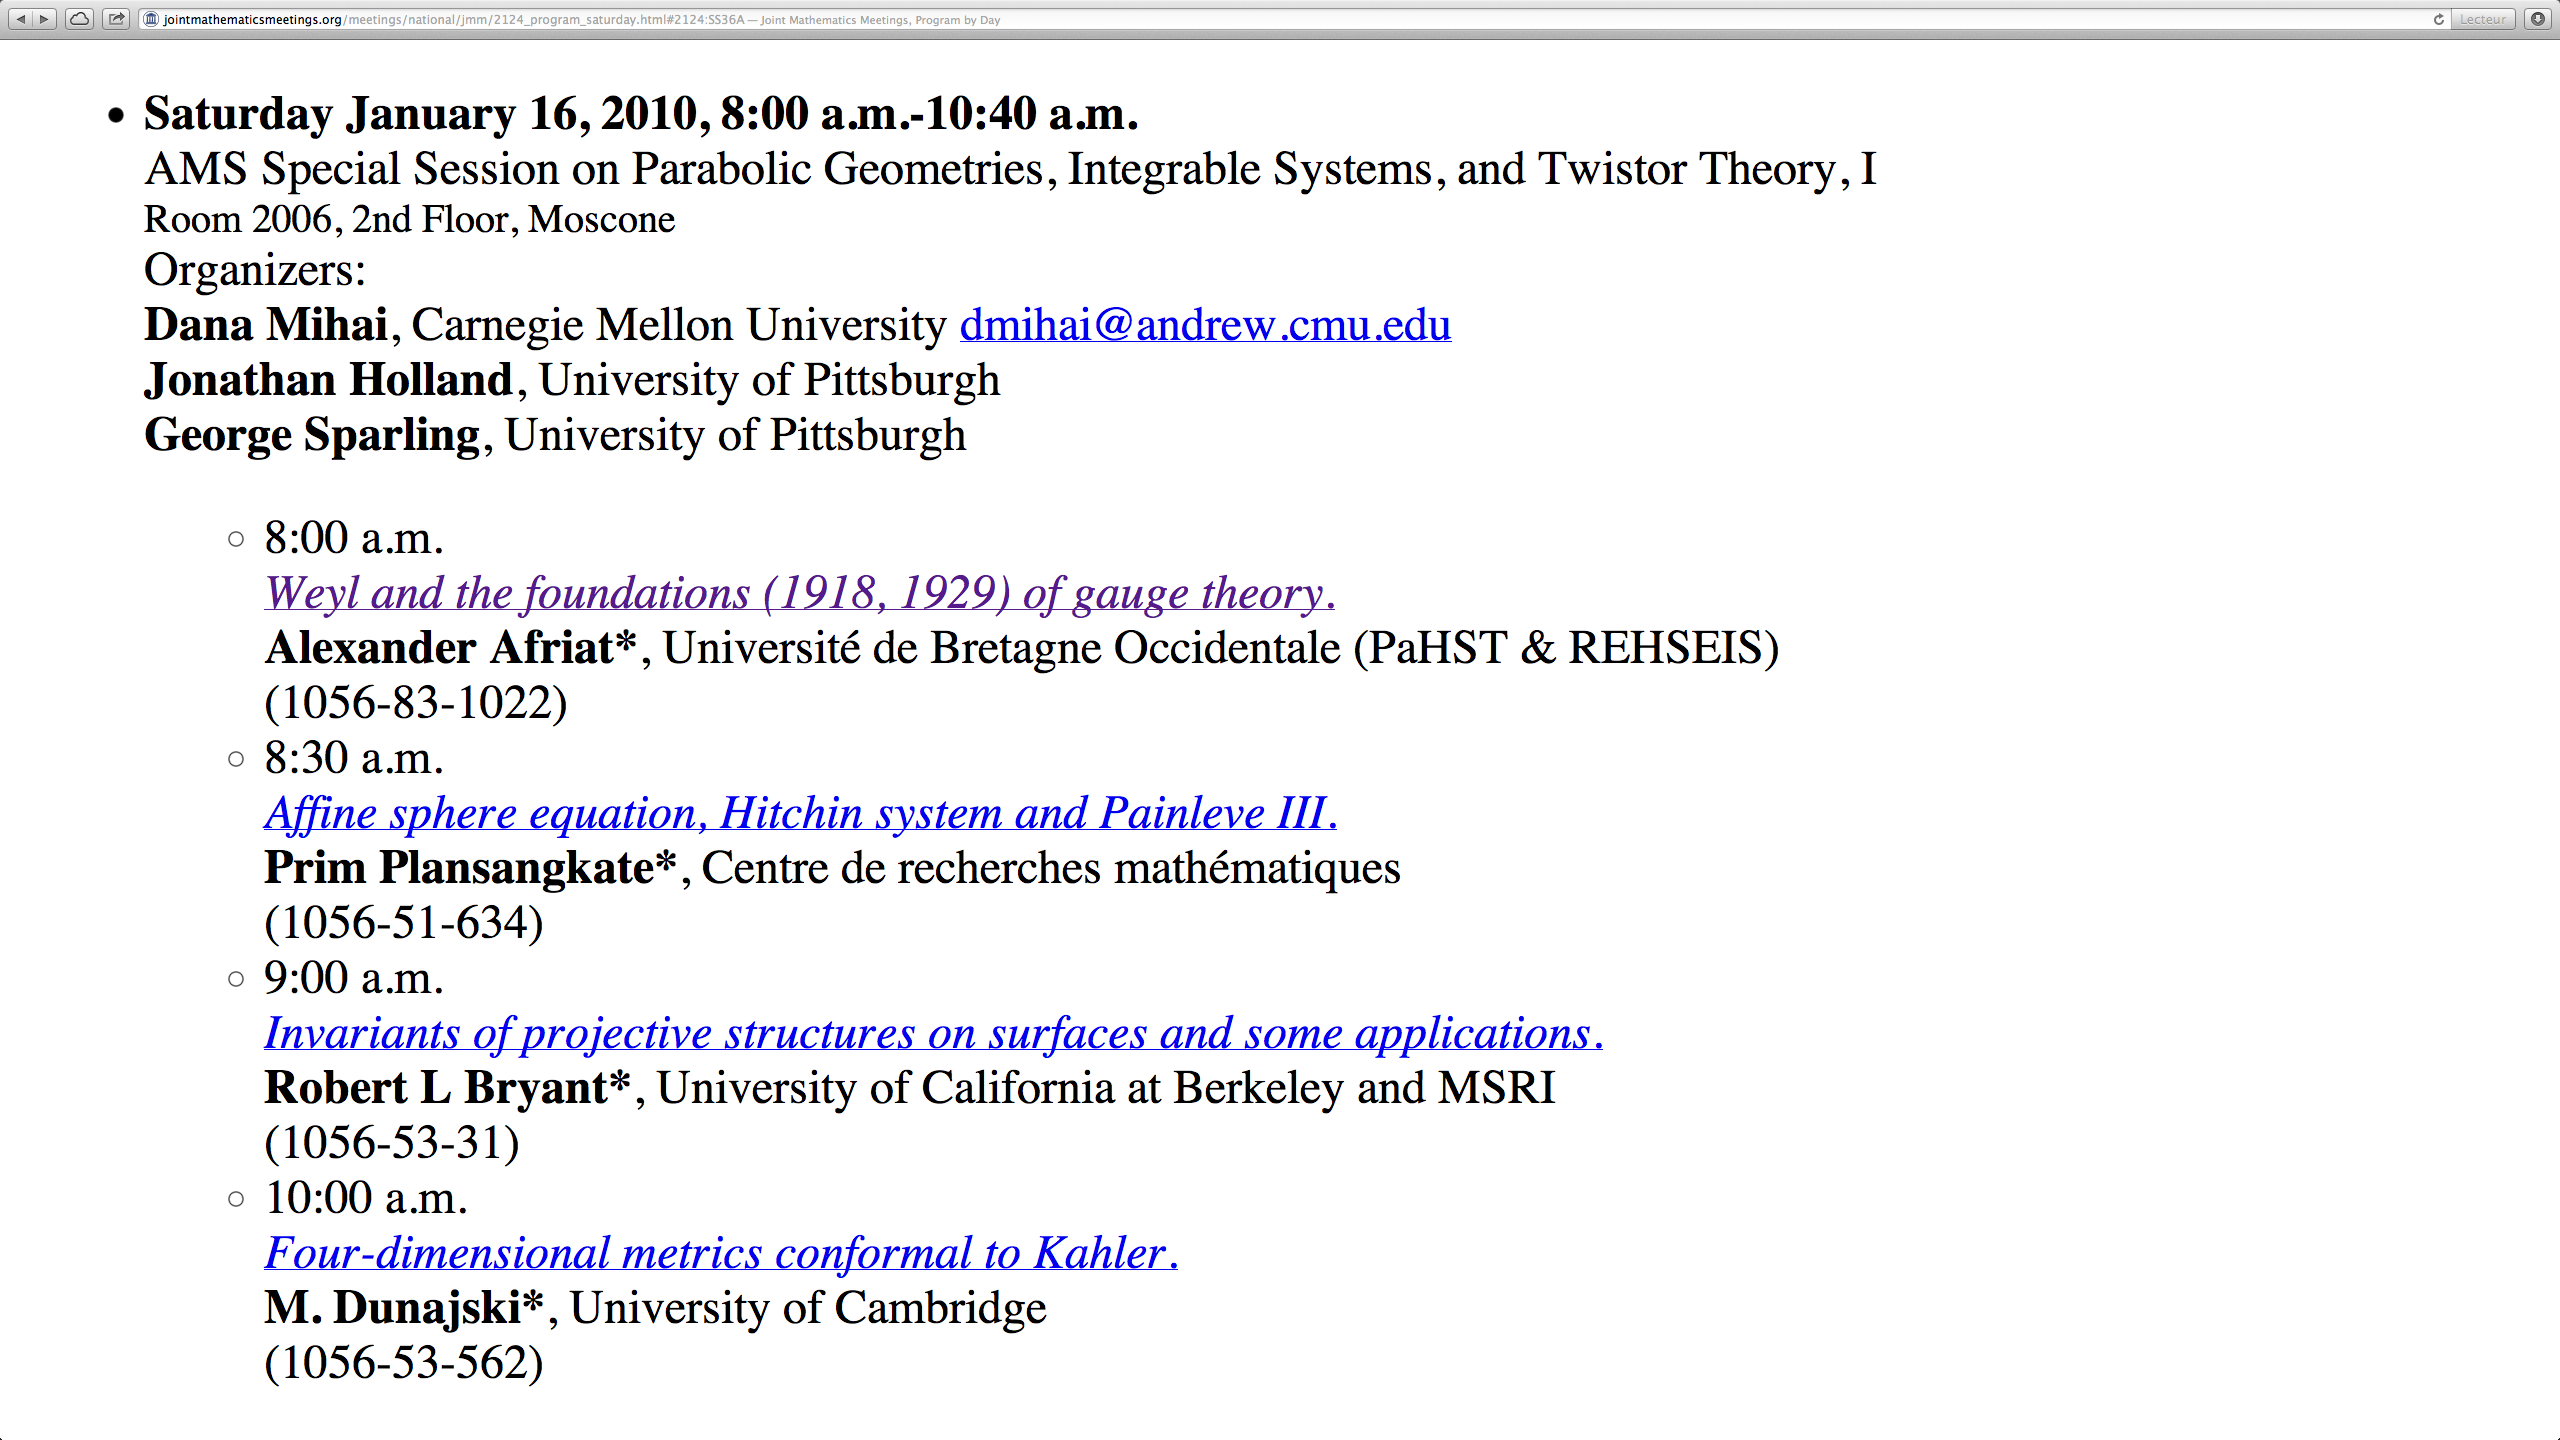 jointmathematicsmeetings.org/meetings/national/jmm/2124_program_saturday.html#2124:SS36A — Joint Mathematics Meetings, Program by Day
Lecteur
Saturday January 16, 2010, 8:00 a.m.-10:40 a.m.
AMS Special Session on Parabolic Geometries, Integrable Systems, and Twistor Theory, I
Room 2006, 2nd Floor, Moscone
Organizers:
Dana Mihai, Carnegie Mellon University dmihai@andrew.cmu.edu
Jonathan Holland, University of Pittsburgh
George Sparling, University of Pittsburgh
8:00 a.m.
Weyl and the foundations (1918, 1929) of gauge theory.
Alexander Afriat*, Université de Bretagne Occidentale (PaHST & REHSEIS)
(1056-83-1022)
8:30 a.m.
Affine sphere equation, Hitchin system and Painleve III.
Prim Plansangkate*, Centre de recherches mathématiques
(1056-51-634)
9:00 a.m.
Invariants of projective structures on surfaces and some applications.
Robert L Bryant*, University of California at Berkeley and MSRI
(1056-53-31)
10:00 a.m.
Four-dimensional metrics conformal to Kahler.
M. Dunajski*, University of Cambridge
(1056-53-562)